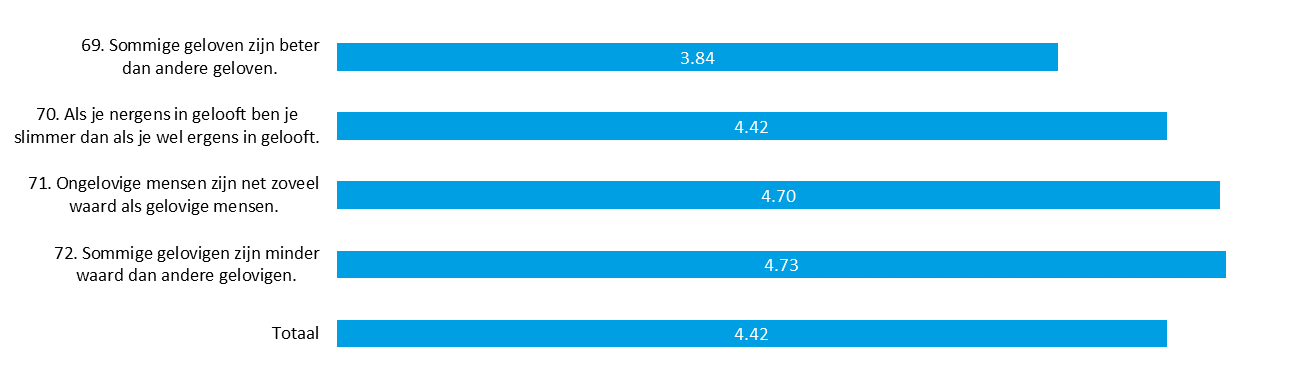 69. Sommige geloven zijn beter
dan andere geloven.
3.84
70. Als je nergens in gelooft ben je
slimmer dan als je wel ergens in gelooft.
4.42
71. Ongelovige mensen zijn net zoveel
waard als gelovige mensen.
4.70
72. Sommige gelovigen zijn minder
waard dan andere gelovigen.
4.73
Totaal
4.42